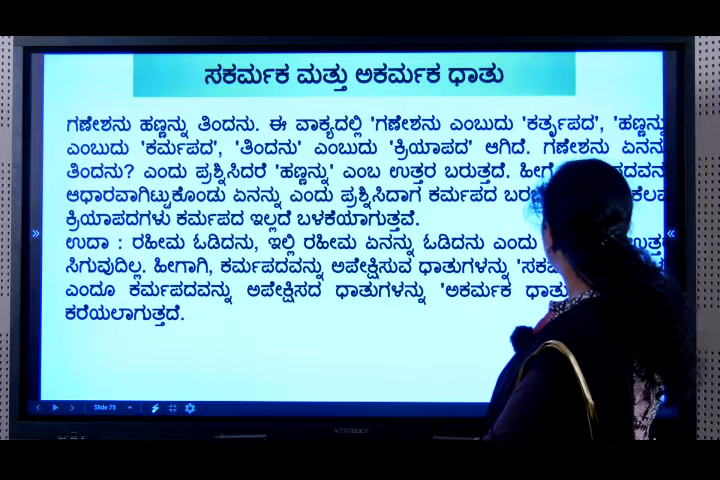 ಸಕರ್ಮಕ ಮತ್ತು ಅಕರ್ಮಕ ಧಾತು
ಗಣೇಶನು ಹಣ್ಣನ್ನು ತಿಂದನು. ಈ ವಾಕ್ಯದಲ್ಲಿ 'ಗಣೇಶನು ಎಂಬುದು 'ಕರ್ತೃಪದ', 'ಹಣ್ಣನ್ನು
ಎಂಬುದು 'ಕರ್ಮಪದ', 'ತಿಂದನು' ಎಂಬುದು 'ಕ್ರಿಯಾಪದ' ಆಗಿದೆ. ಗಣೇಶನು ಏನನ್ನು
ತಿಂದನು? ಎಂದು ಪ್ರಶ್ನಿಸಿದರೆ 'ಹಣ್ಣನ್ನು' ಎಂಬ ಉತ್ತರ ಬರುತ್ತದೆ. ಹೀಗೆ
ಆಧಾರವಾಗಿಟ್ಟುಕೊಂಡು ಏನನ್ನು ಎಂದು ಪ್ರಶ್ನಿಸಿದಾಗ ಕರ್ಮಪದ
ಕ್ರಿಯಾಪದಗಳು ಕರ್ಮಪದ ಇಲ್ಲದೆ ಬಳಕೆಯಾಗುತ್ತವೆ.
ಉದಾ : ರಹೀಮ ಓಡಿದನು, ಇಲ್ಲಿ ರಹೀಮ ಏನನ್ನು ಓಡಿದನು ಎಂದು
ಸಿಗುವುದಿಲ್ಲ. ಹೀಗಾಗಿ, ಕರ್ಮಪದವನ್ನು ಅಪೇಕ್ಷಿಸುವ ಧಾತುಗಳನ್ನು
ಎಂದೂ ಕರ್ಮಪದವನ್ನು ಅಪೇಕ್ಷಿಸದ ಧಾತುಗಳನ್ನು 'ಅಕರ್ಮಕ ಧಾತು
ಕರೆಯಲಾಗುತ್ತದೆ.
Slide 75